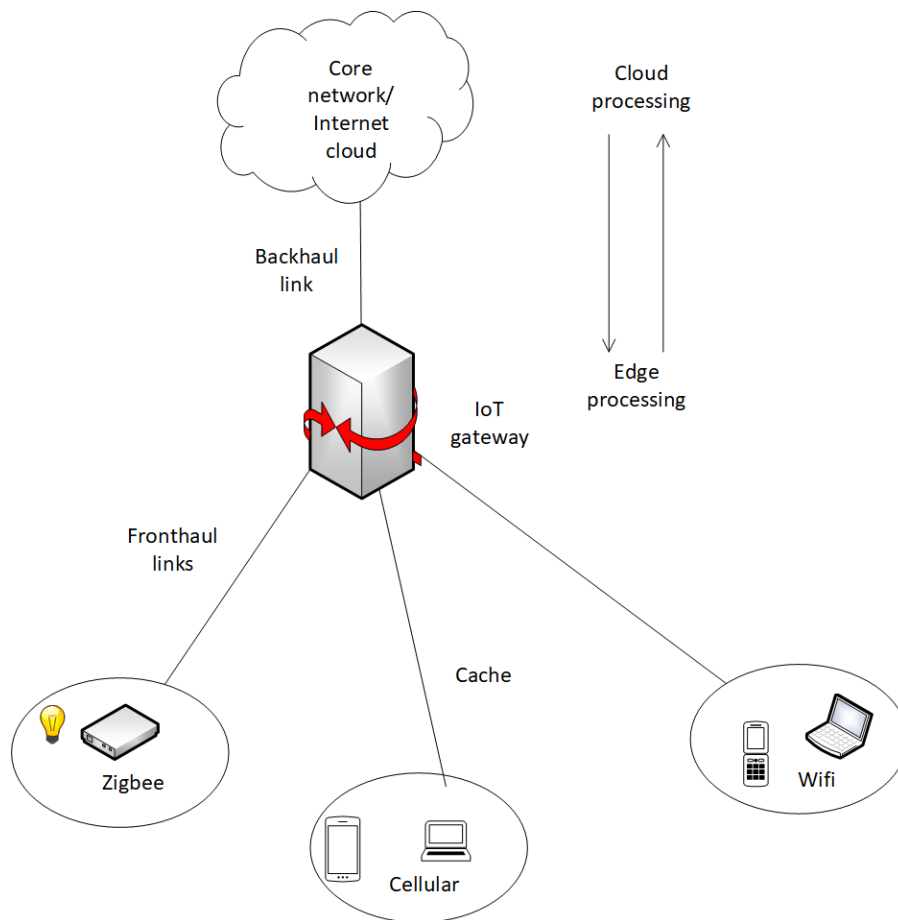 Core
network/
Internet
cloud
Cloud
processing
Backhaul
link
Edge
processing
IoT
gateway
Fronthaul
links
Cache
Zigbee
Wifi
Cellular